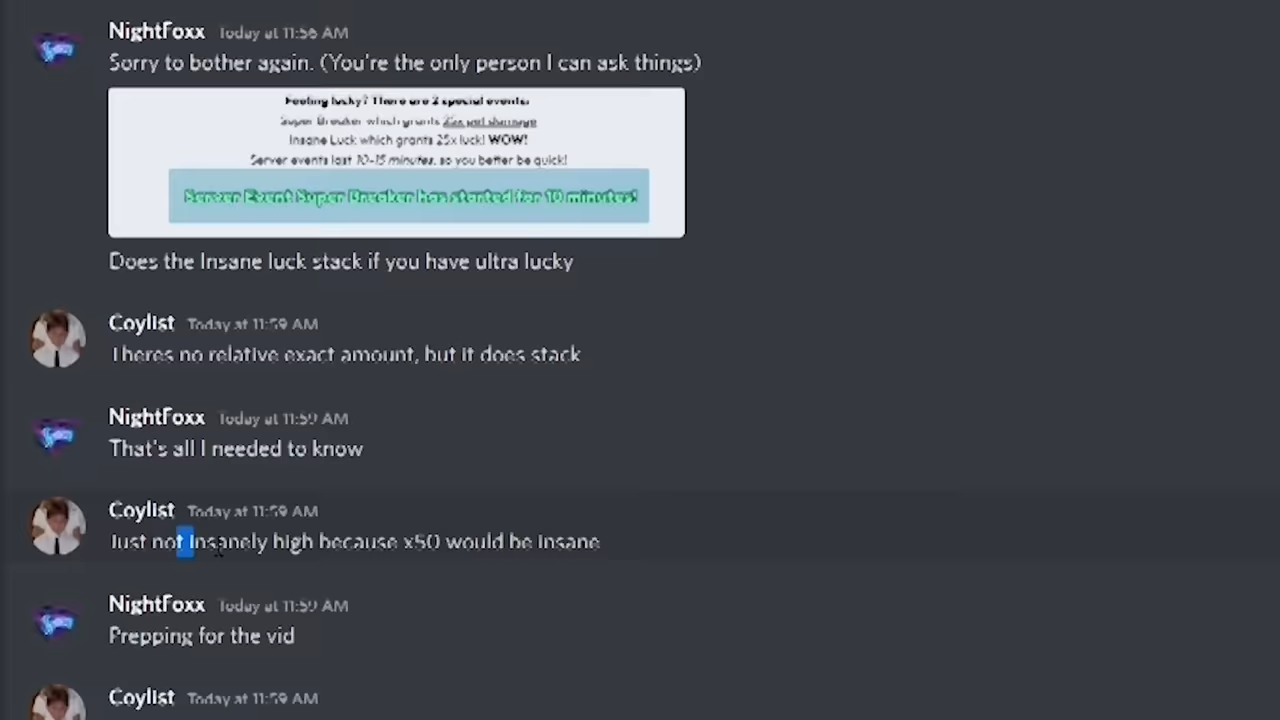 NightFoxx Today at 11:56 AM
Sorry to bother again. (You're the only person I can ask things)
Feeling lucky? There are 2 special events:
Super Breaker which grants 25x pet damage
Insane Luck which grants 25x luck! WOW!
Server events last 10-15 minutes, so you better be quick!
Server Event Super Breaker has started for 10 minutes!
Does the Insane luck stack if you have ultra lucky
Coylist Today at 11:59 AM
Theres no relative exact amount, but it does stack
NightFoxx Today at 11:59 AM
That's all I needed to know
Coylist Today at 11:59 AM
Just not insanely high because x50 would be insane
NightFoxx Today at 11:59 AM
Prepping for the vid
Coylist Today at 11:59 AM